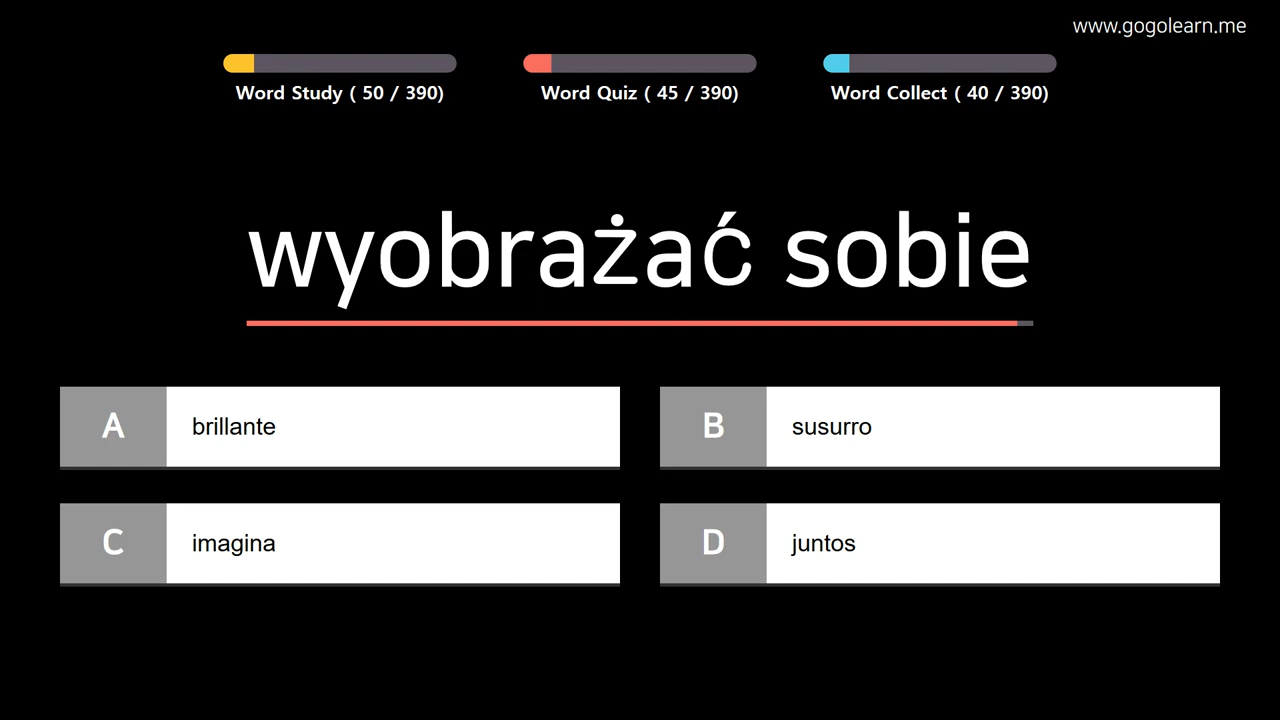 www.gogolearn.me
Word Study ( 50 / 390)
Word Quiz ( 45 / 390)
Word Collect ( 40 / 390)
wyobrażać sobie
A brillante
B susurro
C imagina
D juntos